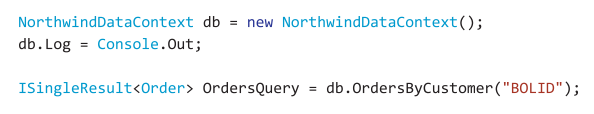 NorthwindDataContext db = new NorthwindDataContext();
db.Log = Console.Out;
ISingleResult<Order> OrdersQuery = db.OrdersByCustomer("BOLID");